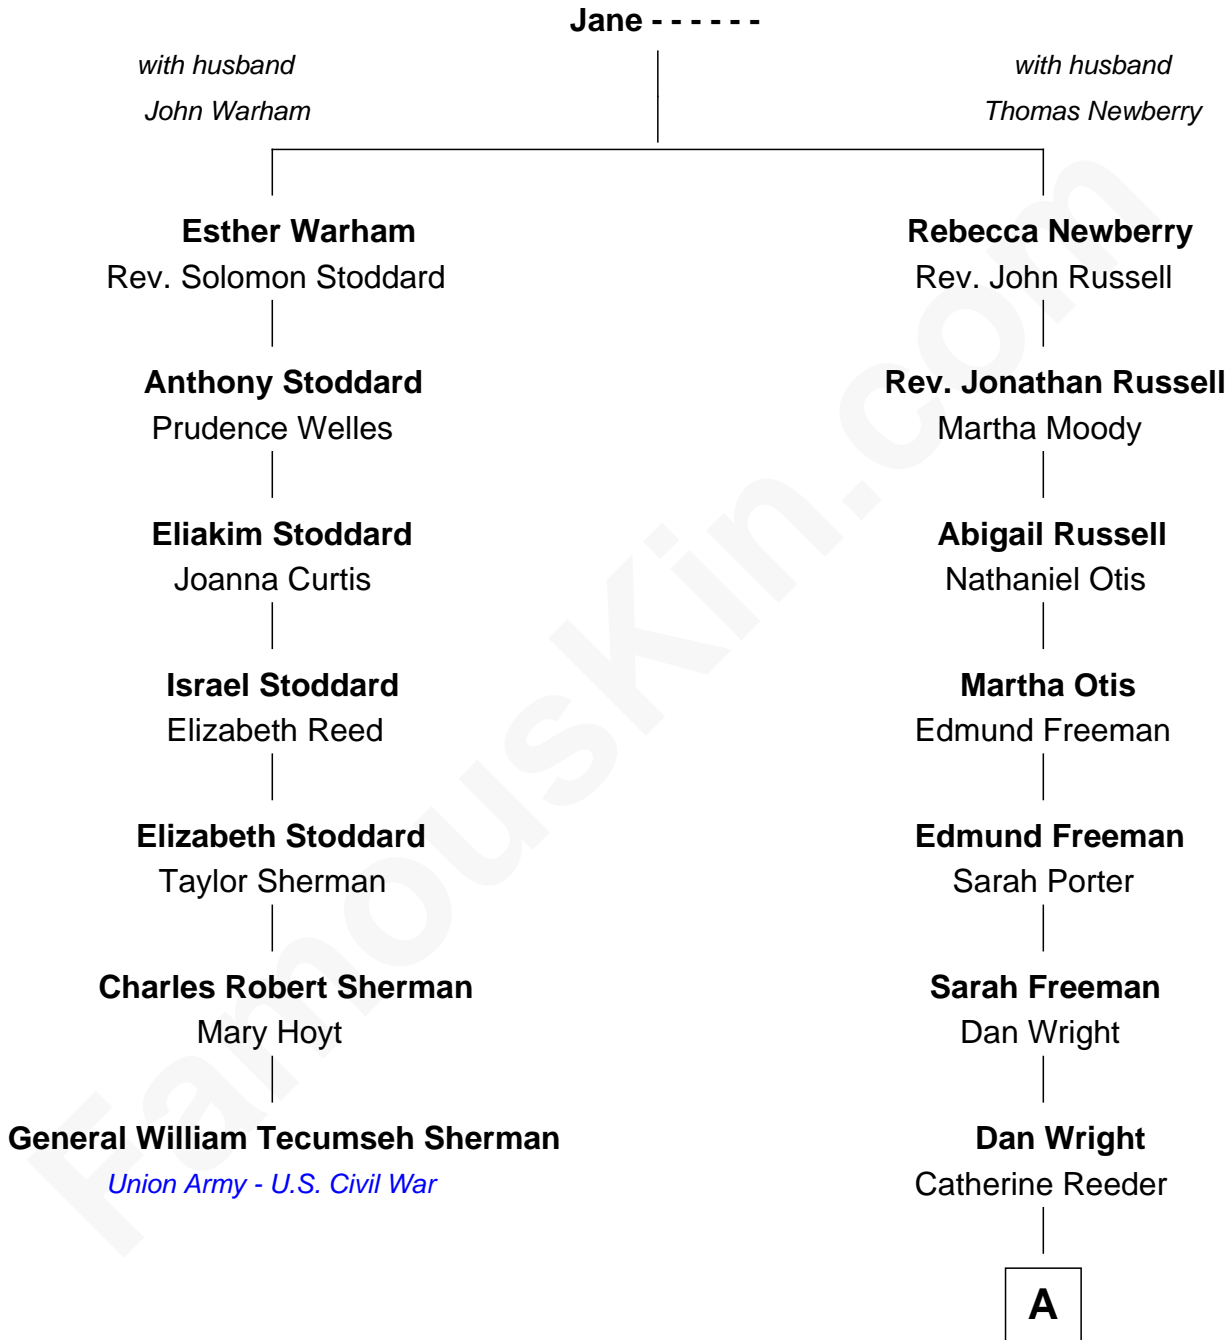 Jane - - - - - -
with husband
John Warham
with husband
Thomas Newberry
Esther Warham
Rev. Solomon Stoddard
Rebecca Newberry
Rev. John Russell
Anthony Stoddard
Prudence Welles
Rev. Jonathan Russell
Martha Moody
Eliakim Stoddard
Joanna Curtis
Abigail Russell
Nathaniel Otis
Israel Stoddard
Elizabeth Reed
Martha Otis
Edmund Freeman
Elizabeth Stoddard
Taylor Sherman
Edmund Freeman
Sarah Porter
Charles Robert Sherman
Mary Hoyt
Sarah Freeman
Dan Wright
General William Tecumseh Sherman
Union Army - U.S. Civil War
Dan Wright
Catherine Reeder
A
FamousKin.com